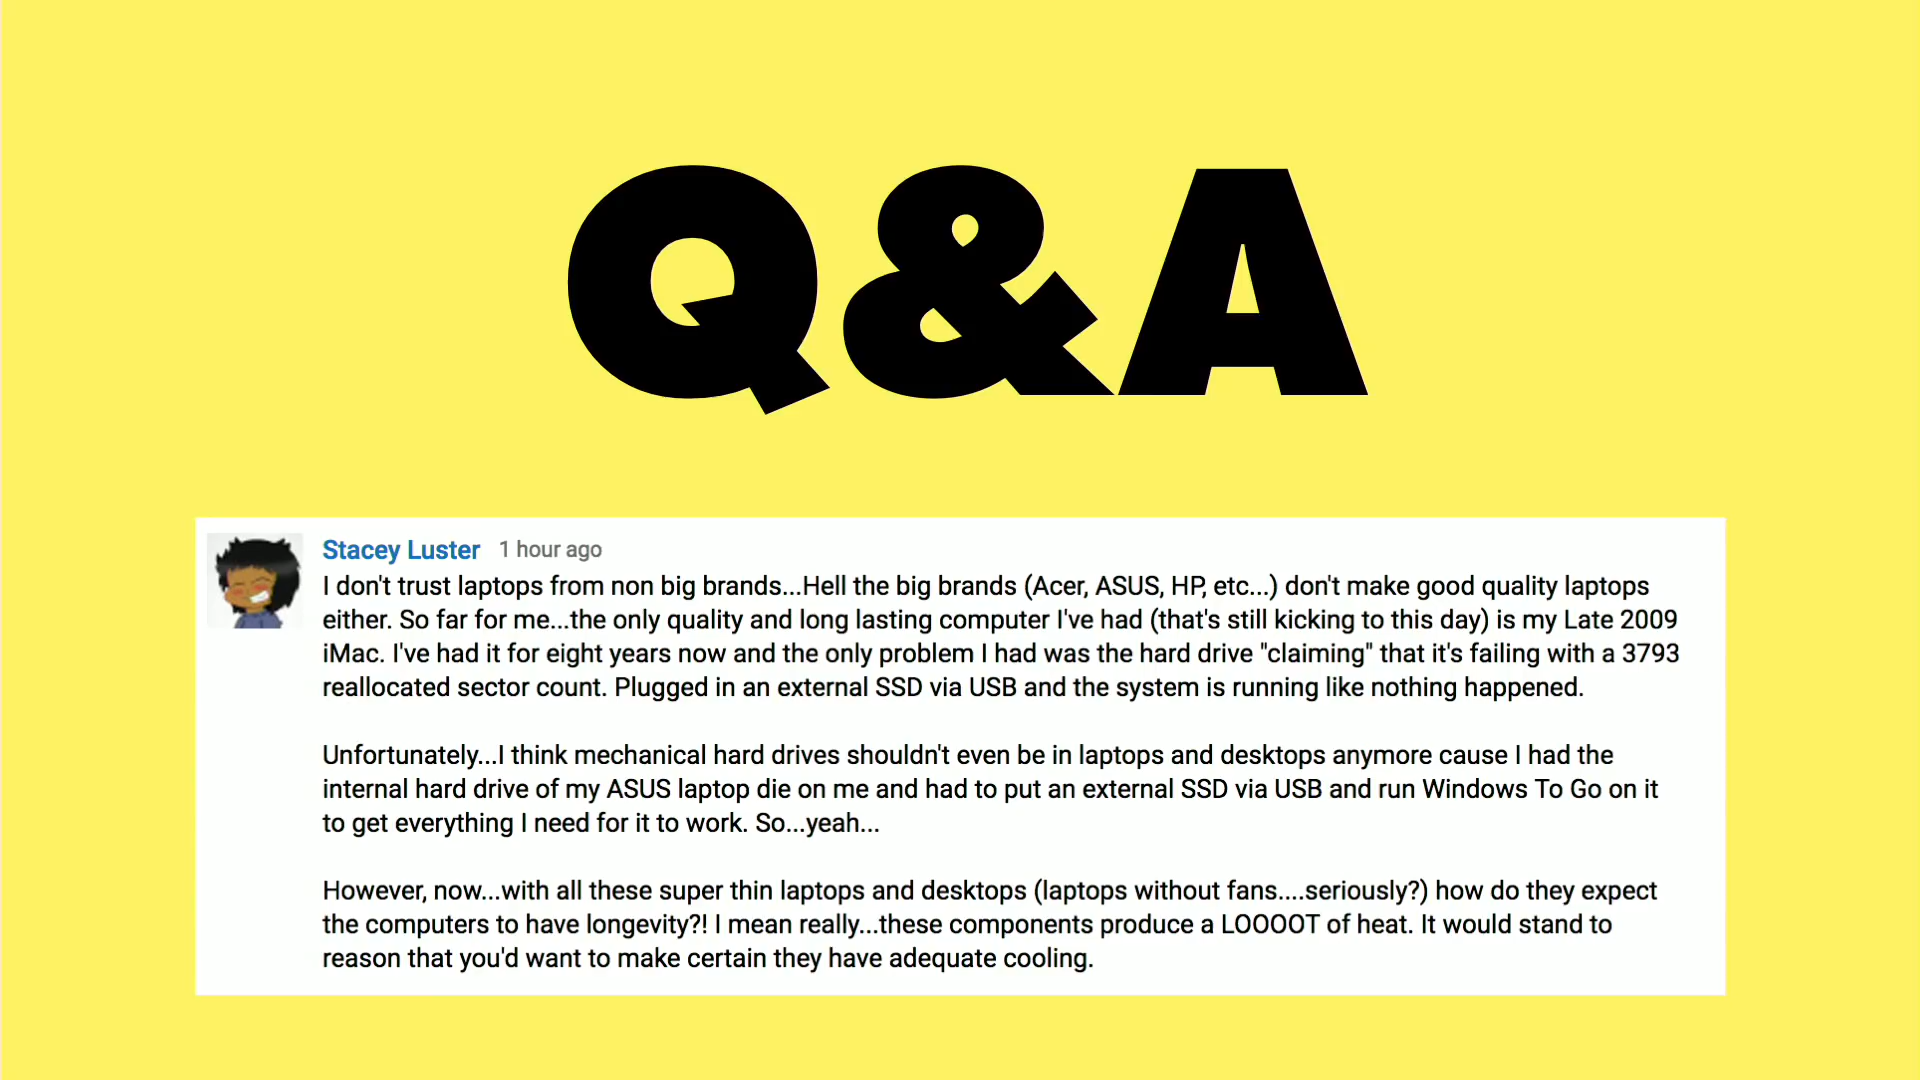 Q&A
Stacey Luster 1 hour ago
I don't trust laptops from non big brands...Hell the big brands (Acer, ASUS, HP, etc...) don't make good quality laptops
either. So far for me...the only quality and long lasting computer I've had (that's still kicking to this day) is my Late 2009
iMac. I've had it for eight years now and the only problem I had was the hard drive "claiming" that it's failing with a 3793
reallocated sector count. Plugged in an external SSD via USB and the system is running like nothing happened.
Unfortunately...I think mechanical hard drives shouldn't even be in laptops and desktops anymore cause I had the
internal hard drive of my ASUS laptop die on me and had to put an external SSD via USB and run Windows To Go on it
to get everything I need for it to work. So...yeah...
However, now...with all these super thin laptops and desktops (laptops without fans....seriously?) how do they expect
the computers to have longevity?! I mean really...these components produce a LOOOOT of heat. It would stand to
reason that you'd want to make certain they have adequate cooling.